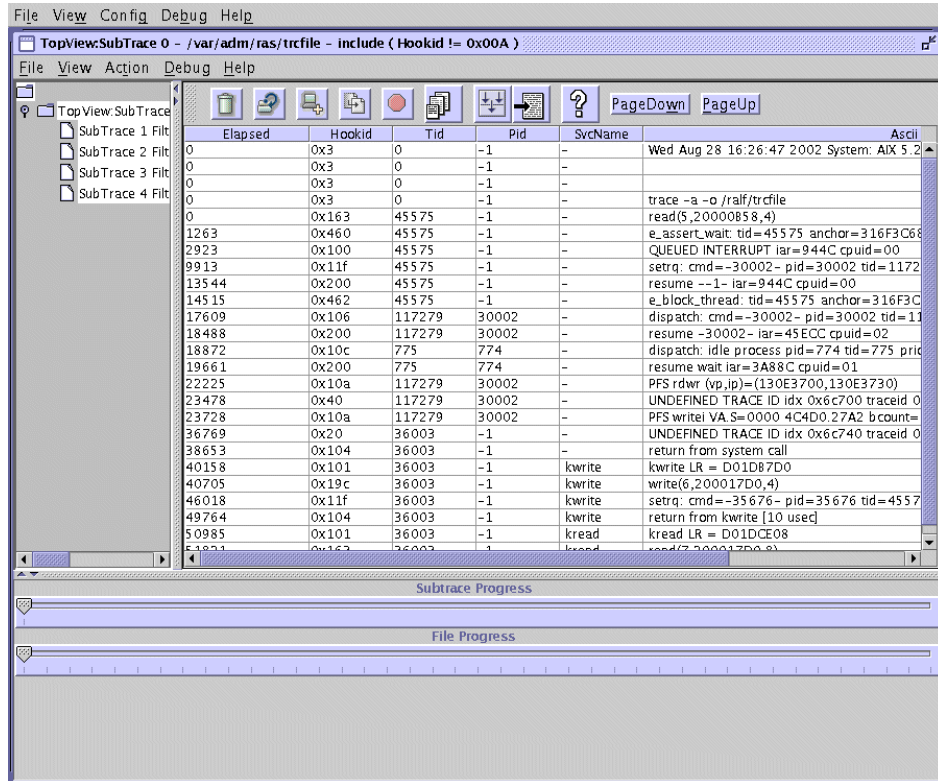 File View Config Debug Help
TopView:SubTrace 0 – /var/adm/ras/trcfile – include ( Hookid != 0x00A )
File View Action Debug Help
TopView:SubTrace
SubTrace 1 Filt
SubTrace 2 Filt
SubTrace 3 Filt
SubTrace 4 Filt
PageDown PageUp
Elapsed Hookid Tid Pid SvcName Ascii
0 0x3 0 -1 - Wed Aug 28 16:26:47 2002 System: AIX 5.2
0 0x3 0 -1 -
0 0x3 0 -1 -
0 0x3 0 -1 - trace -a -o /ralf/trcfile
0 0x163 45575 -1 - read(5,20000B58,4)
1263 0x460 45575 -1 - e_assert_wait: tid=45575 anchor=316F3C68
2923 0x100 45575 -1 - QUEUED INTERRUPT iar=944C cpuid=00
9913 0x11f 45575 -1 - setrq: cmd=-30002- pid=30002 tid=1172
13544 0x200 45575 -1 - resume --1- iar=944C cpuid=00
14515 0x462 45575 -1 - e_block_thread: tid=45575 anchor=316F3C
17609 0x106 117279 30002 - dispatch: cmd=-30002- pid=30002 tid=11
18488 0x200 117279 30002 - resume -30002- iar=45ECC cpuid=02
18872 0x10c 775 774 - dispatch: idle process pid=774 tid=775 prio
19661 0x200 775 774 - resume wait iar=3A88C cpuid=01
22225 0x10a 117279 30002 - PFS rdwr (vp,ip)=(130E3700,130E3730)
23478 0x40 117279 30002 - UNDEFINED TRACE ID idx 0x6c700 traceid 0
23728 0x10a 117279 30002 - PFS writei VA.S=0000 4C4D0.27A2 bcount=
36769 0x20 36003 -1 - UNDEFINED TRACE ID idx 0x6c740 traceid 0
38653 0x104 36003 -1 - return from system call
40158 0x101 36003 -1 kwrite kwrite LR = D01DB7D0
40705 0x19c 36003 -1 kwrite write(6,200017D0,4)
46018 0x11f 36003 -1 kwrite setrq: cmd=-35676- pid=35676 tid=4557
49764 0x104 36003 -1 kwrite return from kwrite [10 usec]
50985 0x101 36003 -1 kread kread LR = D01DCE08
0x163 36003 -1 kread read(7,200017D0,8)
Subtrace Progress
File Progress